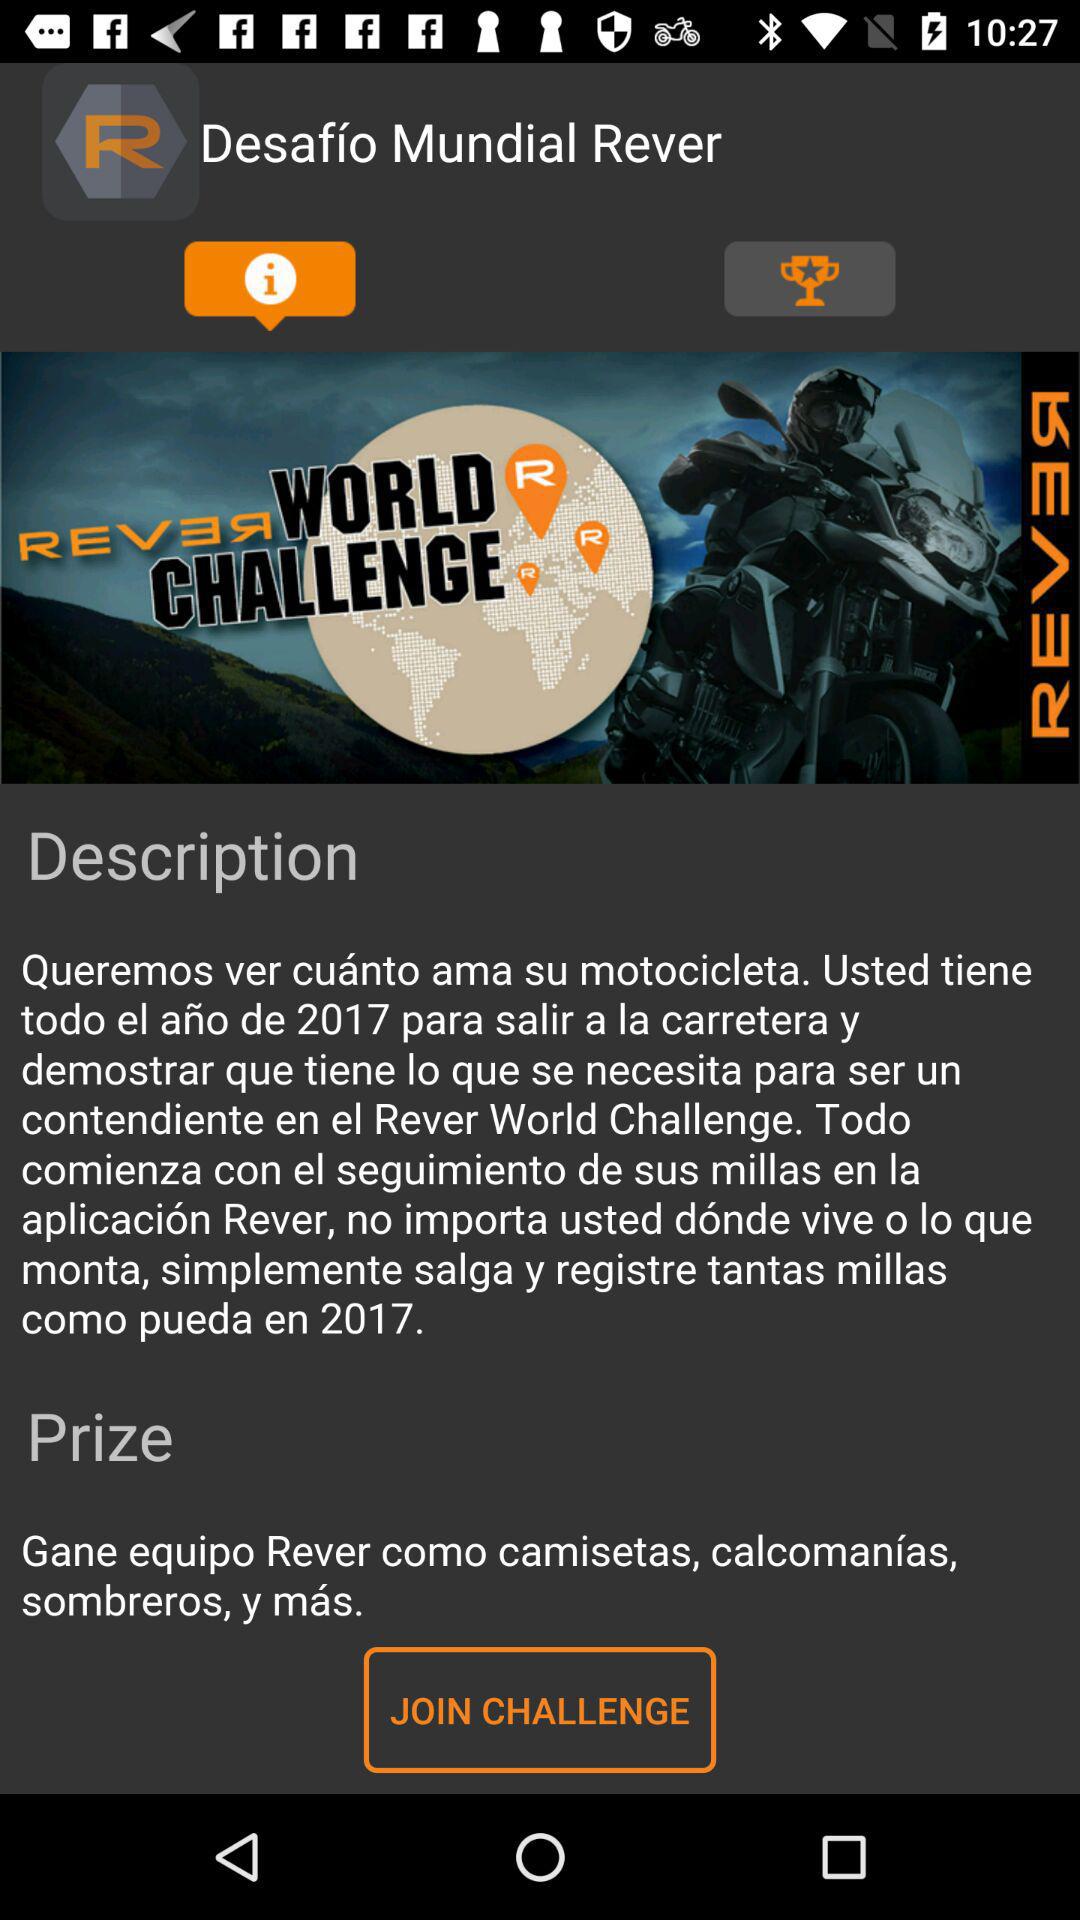 10:27
R
Desafío Mundial Rever
i
REVER WORLD
CHALLENGE
R
R
R
REVER
Description
Queremos ver cuánto ama su motocicleta. Usted tiene
todo el año de 2017 para salir a la carretera y
demostrar que tiene lo que se necesita para ser un
contendiente en el Rever World Challenge. Todo
comienza con el seguimiento de sus millas en la
aplicación Rever, no importa usted dónde vive o lo que
monta, simplemente salga y registre tantas millas
como pueda en 2017.
Prize
Gane equipo Rever como camisetas, calcomanías,
sombreros, y más.
JOIN CHALLENGE